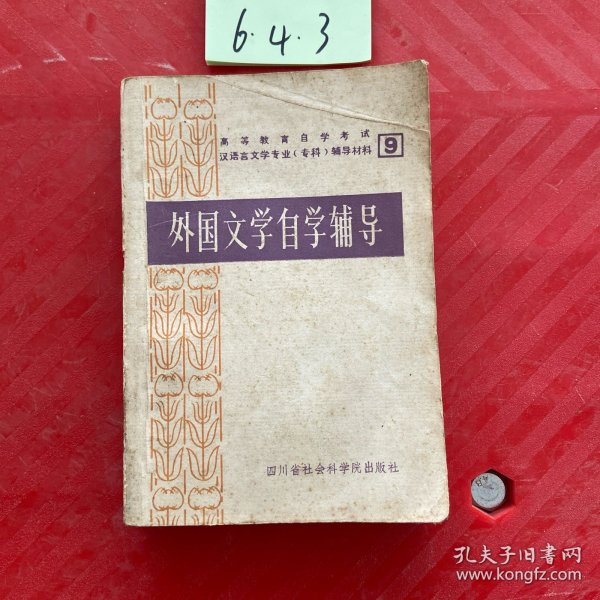 6.4.3
高等教育自学考试
汉语言文学专业(专科)辅导材料 9
外国文学自学辅导
四川省社会科学院出版社
孔夫子旧书网
www.kongfz.com